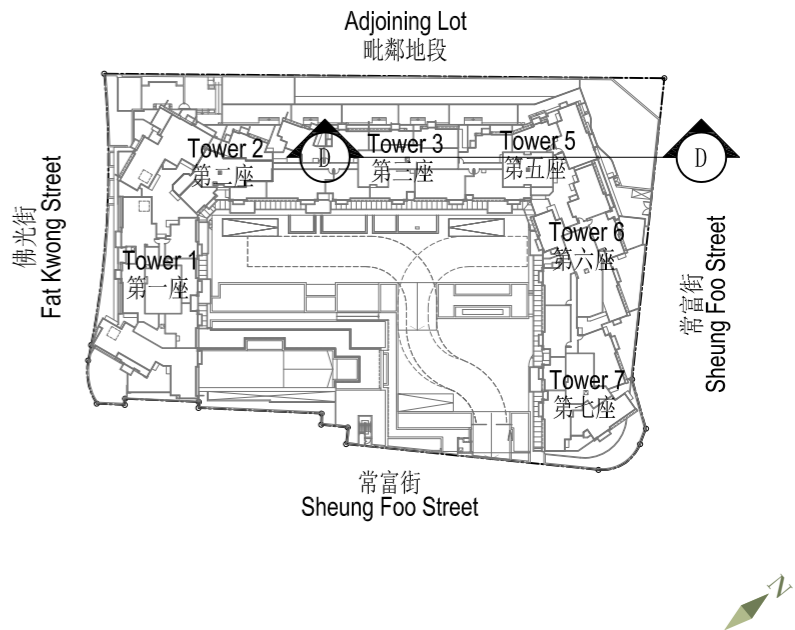 Adjoining Lot
毗鄰地段
Tower 2
第二座
D
Tower 3
第三座
Tower 5
第五座
D
佛光街
Fat Kwong Street
Tower 1
第一座
Tower 6
第六座
常富街
Sheung Foo Street
Tower 7
第七座
常富街
Sheung Foo Street
N